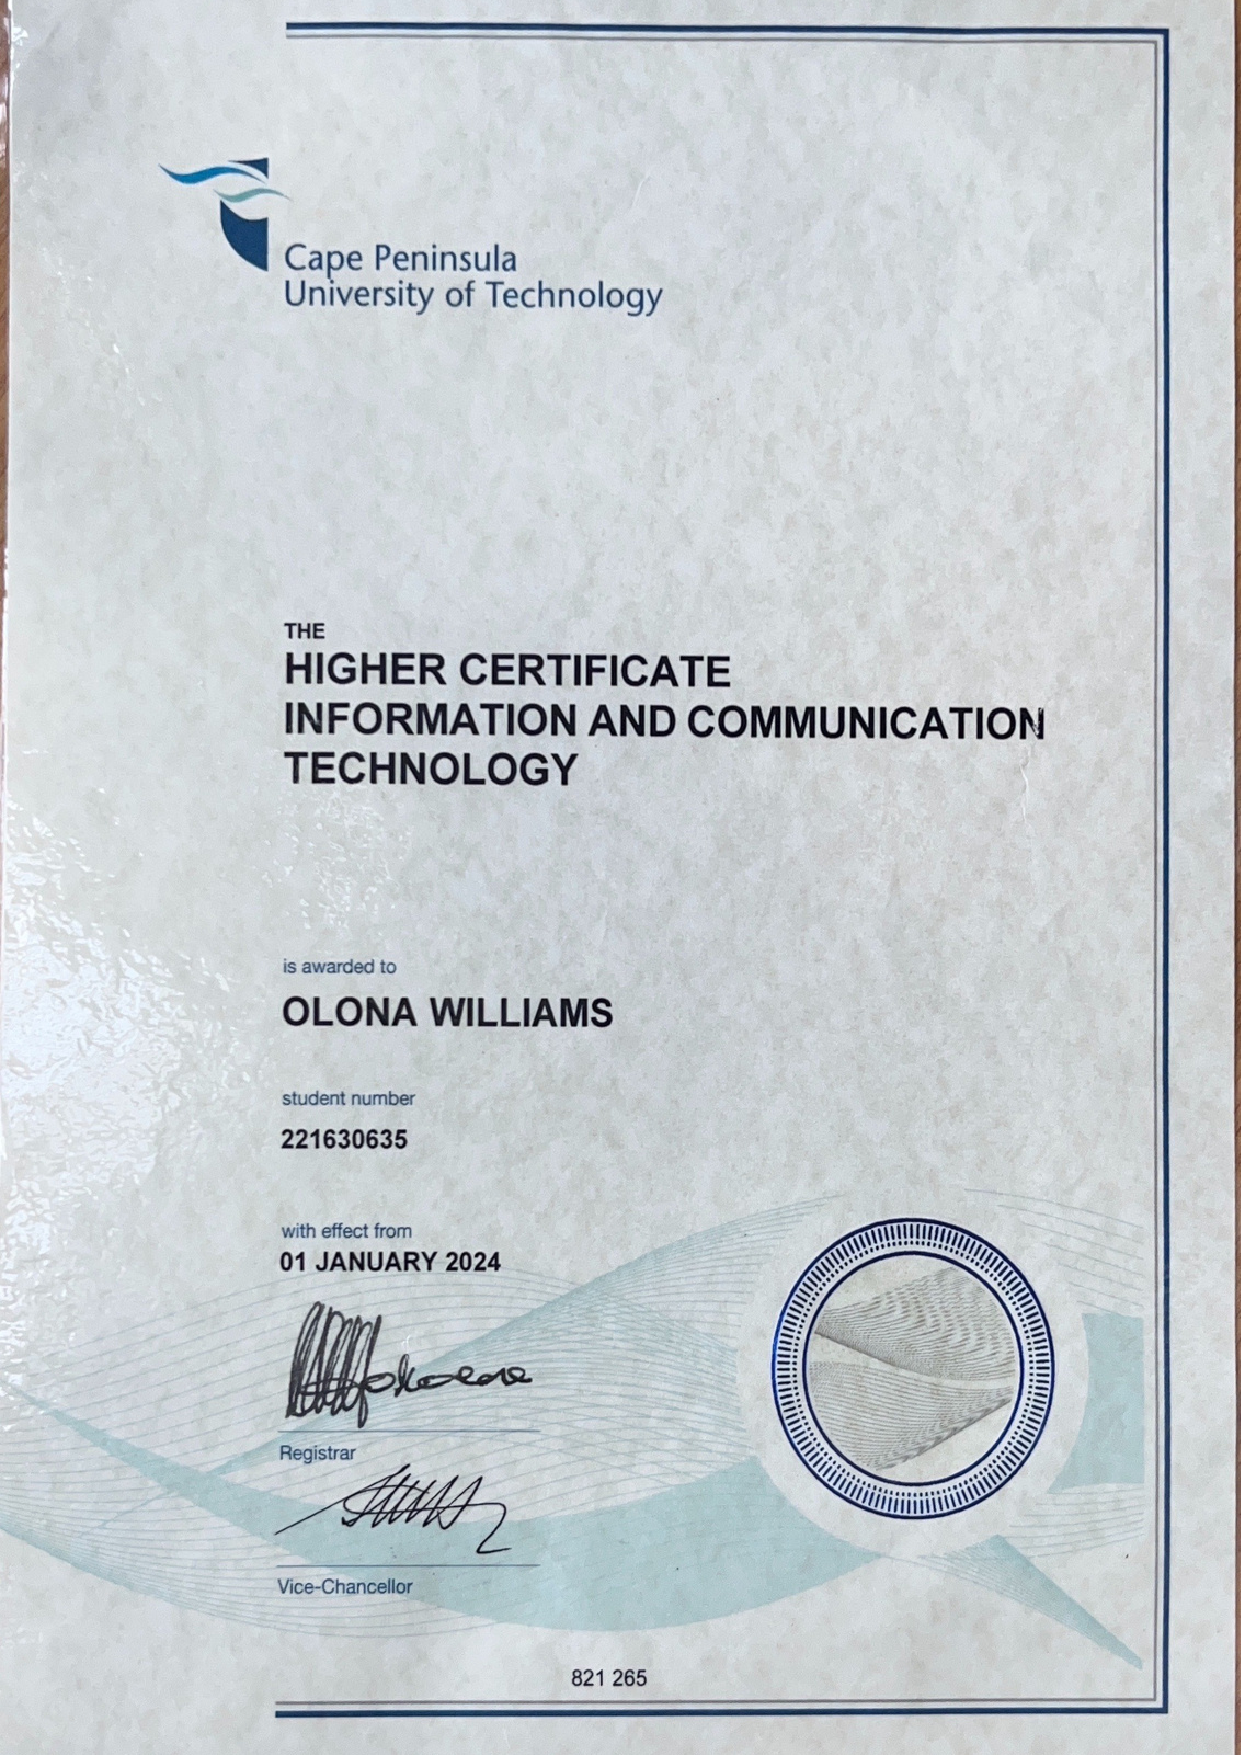 Cape Peninsula
University of Technology
THE
HIGHER CERTIFICATE
INFORMATION AND COMMUNICATION
TECHNOLOGY
is awarded to
OLONA WILLIAMS
student number
221630635
with effect from
01 JANUARY 2024
Registrar
Vice-Chancellor
821 265